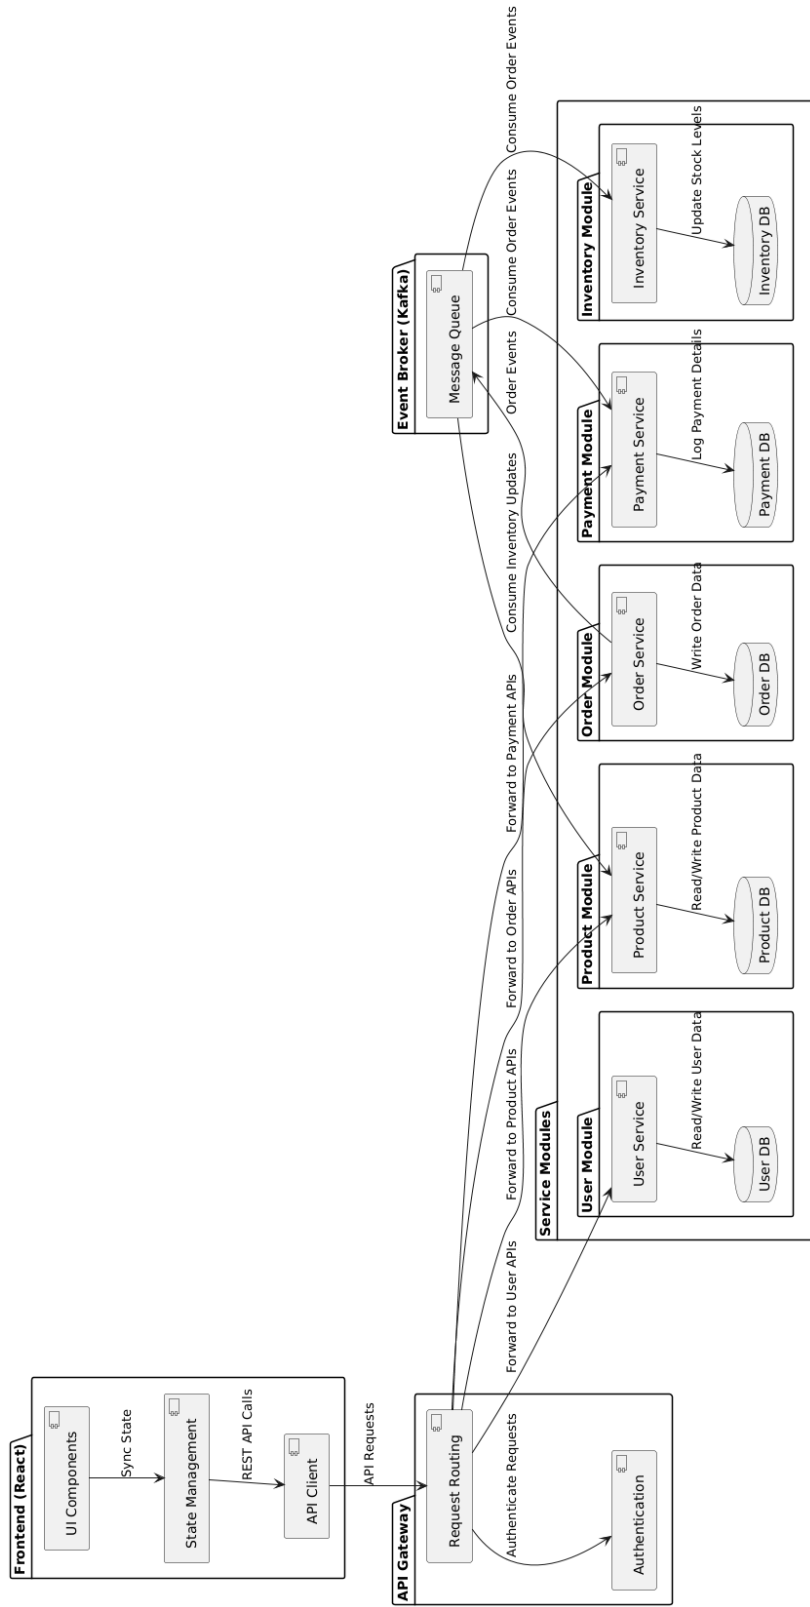 Frontend (React)
UI Components
Sync State
State Management
REST API Calls
API Client
API Requests
API Gateway
Request Routing
Authenticate Requests
Authentication
Event Broker (Kafka)
Message Queue
Forward to User APIs
Forward to Product APIs
Forward to Order APIs
Forward to Payment APIs
Consume Inventory Updates
Order Events
Consume Order Events
Consume Order Events
Service Modules
User Module
User Service
Read/Write User Data
User DB
Product Module
Product Service
Read/Write Product Data
Product DB
Order Module
Order Service
Write Order Data
Order DB
Payment Module
Payment Service
Log Payment Details
Payment DB
Inventory Module
Inventory Service
Update Stock Levels
Inventory DB